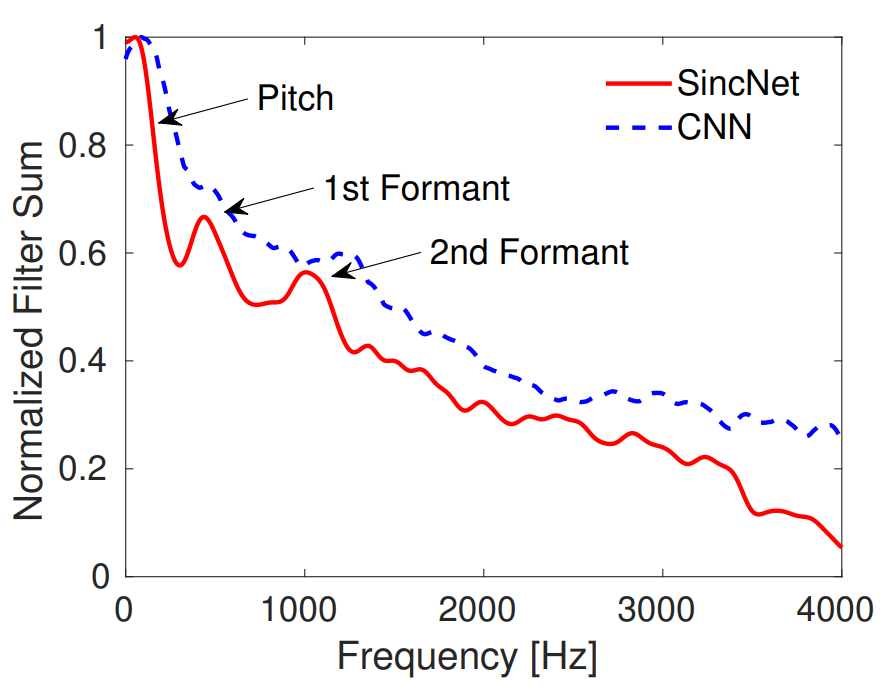 1
0.8
0.6
0.4
0.2
0
Normalized Filter Sum
Pitch
1st Formant
2nd Formant
SincNet
CNN
0 1000 2000 3000 4000
Frequency [Hz]